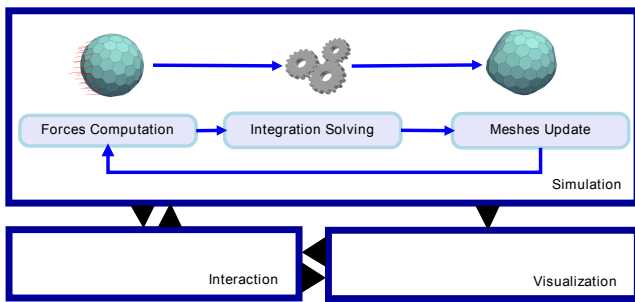 Forces Computation
Integration Solving
Meshes Update
Simulation
Interaction
Visualization